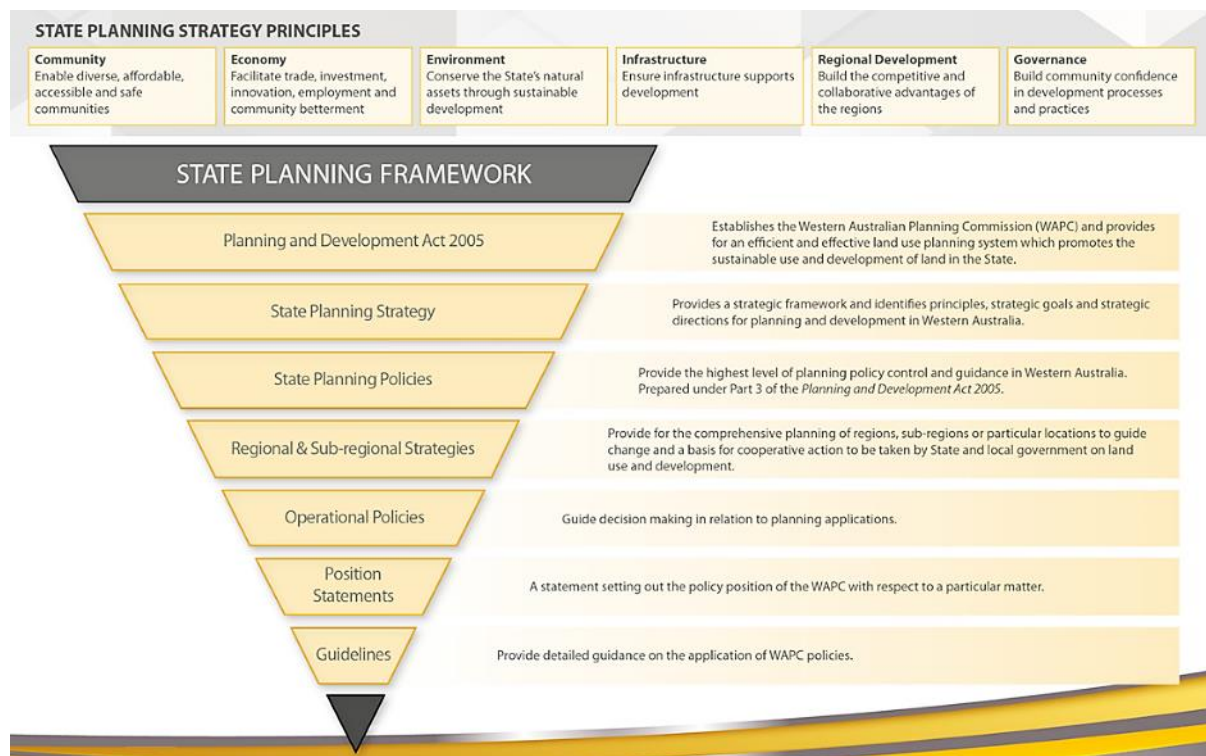 STATE PLANNING STRATEGY PRINCIPLES
Community
Enable diverse, affordable,
accessible and safe
communities
Economy
Facilitate trade, investment,
innovation, employment and
community betterment
Environment
Conserve the State's natural
assets through sustainable
development
Infrastructure
Ensure infrastructure supports
development
Regional Development
Build the competitive and
collaborative advantages of
the regions
Governance
Build community confidence
in development processes
and practices
STATE PLANNING FRAMEWORK
Planning and Development Act 2005
Establishes the Western Australian Planning Commission (WAPC) and provides
for an efficient and effective land use planning system which promotes the
sustainable use and development of land in the State.
State Planning Strategy
Provides a strategic framework and identifies principles, strategic goals and strategic
directions for planning and development in Western Australia.
State Planning Policies
Provide the highest level of planning policy control and guidance in Western Australia.
Prepared under Part 3 of the Planning and Development Act 2005.
Regional & Sub-regional Strategies
Provide for the comprehensive planning of regions, sub-regions or particular locations to guide
change and a basis for cooperative action to be taken by State and local government on land
use and development.
Operational Policies
Guide decision making in relation to planning applications.
Position
Statements
A statement setting out the policy position of the WAPC with respect to a particular matter.
Guidelines
Provide detailed guidance on the application of WAPC policies.